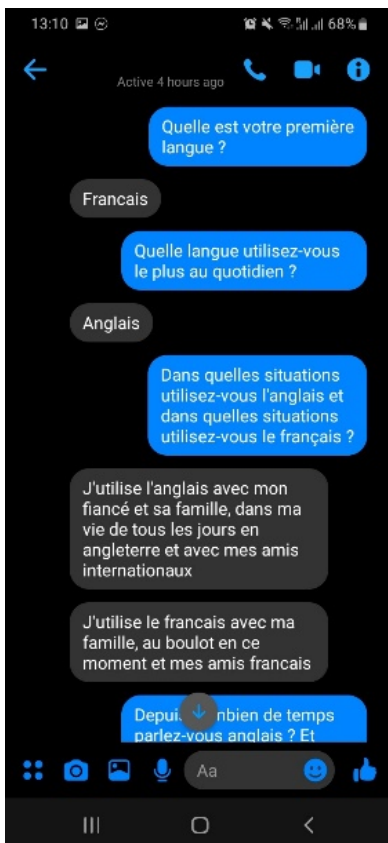 13:10 68%
Active 4 hours ago
Quelle est votre première
langue ?
Francais
Quelle langue utilisez-vous
le plus au quotidien ?
Anglais
Dans quelles situations
utilisez-vous l'anglais et
dans quelles situations
utilisez-vous le français ?
J'utilise l'anglais avec mon
fiancé et sa famille, dans ma
vie de tous les jours en
angleterre et avec mes amis
internationaux
J'utilise le francais avec ma
famille, au boulot en ce
moment et mes amis francais
de temps
parlez-vous anglais ? Et
Aa